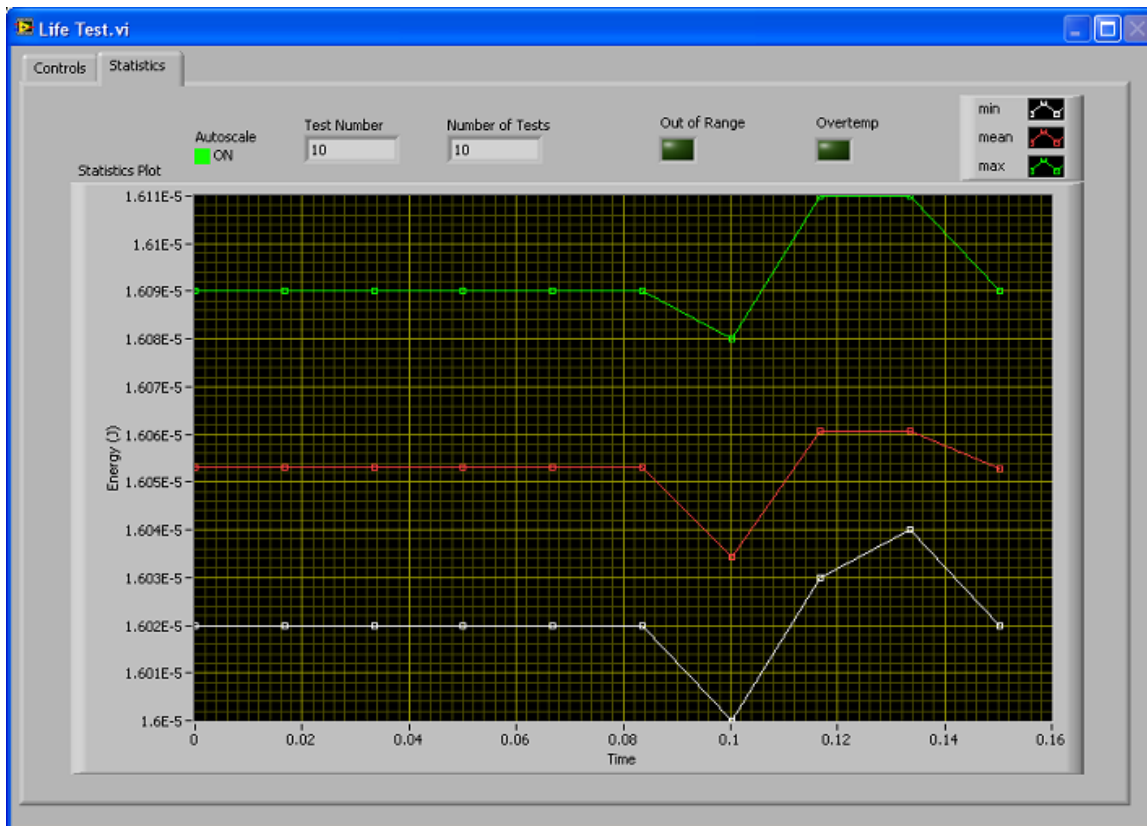 Life Test.vi
Controls
Statistics
Autoscale
ON
Test Number
10
Number of Tests
10
Out of Range
Overtemp
min
mean
max
Statistics Plot
Energy (J)
1.611E-5
1.61E-5
1.609E-5
1.608E-5
1.607E-5
1.606E-5
1.605E-5
1.604E-5
1.603E-5
1.602E-5
1.601E-5
1.6E-5
0
0.02
0.04
0.06
0.08
0.1
0.12
0.14
0.16
Time